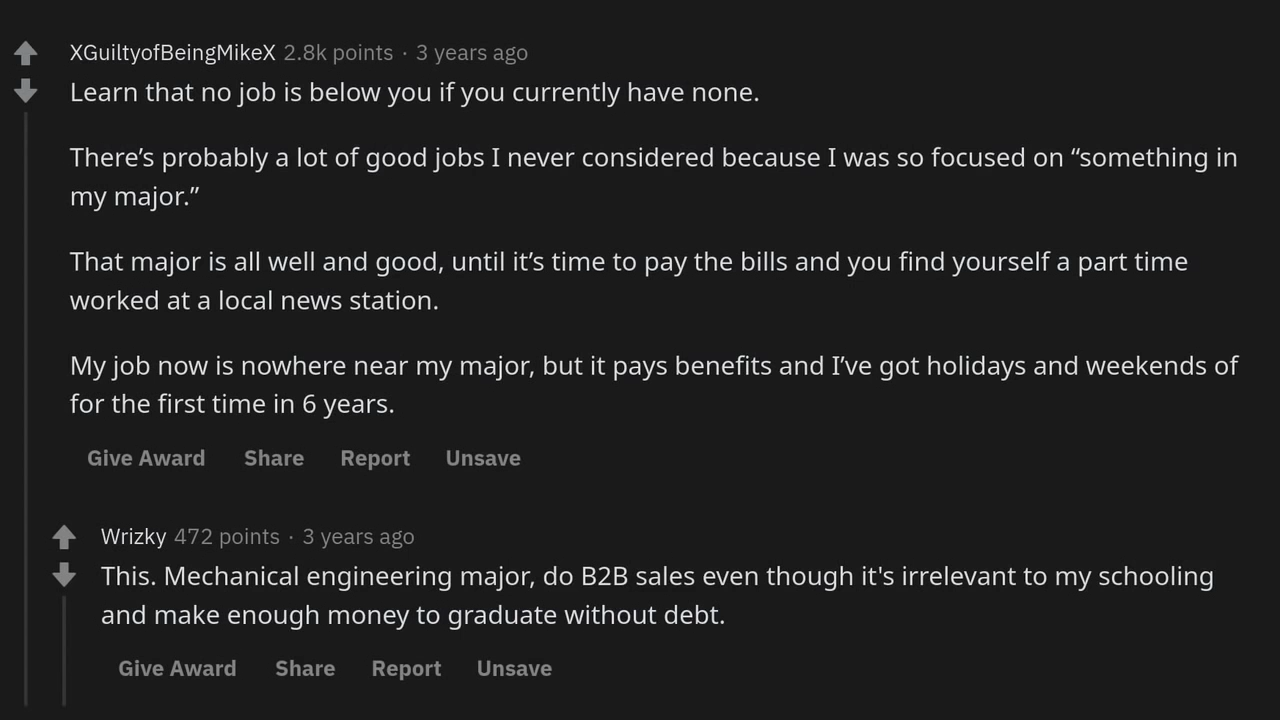 XGuiltyofBeingMikeX 2.8k points · 3 years ago
Learn that no job is below you if you currently have none.
There’s probably a lot of good jobs I never considered because I was so focused on “something in
my major.”
That major is all well and good, until it’s time to pay the bills and you find yourself a part time
worked at a local news station.
My job now is nowhere near my major, but it pays benefits and I’ve got holidays and weekends of
for the first time in 6 years.
Give Award Share Report Unsave
Wrizky 472 points · 3 years ago
This. Mechanical engineering major, do B2B sales even though it's irrelevant to my schooling
and make enough money to graduate without debt.
Give Award Share Report Unsave